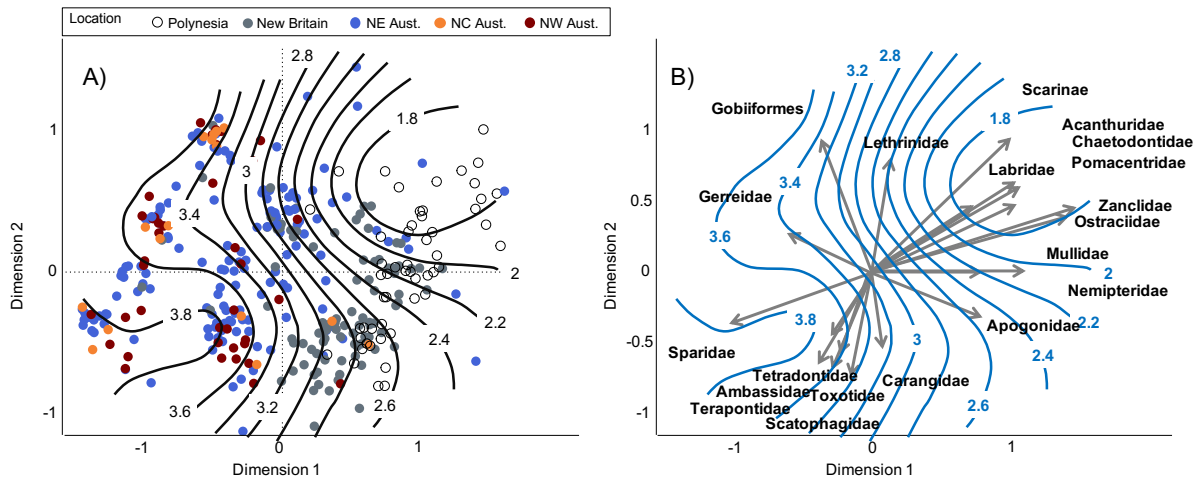 Location
Polynesia New Britain NE Aust. NC Aust. NW Aust.
A)
2.8
1.8
3
3.4
2
2.2
3.8
2.4
3.6
3.2
2.6
1
0
-1
-1
0
1
Dimension 2
Dimension 1
B)
3.2
2.8
Scarinae
Gobiiformes
1.8
Acanthuridae
Lethrinidae
Chaetodontidae
Pomacentridae
Labridae
3.4
Gerreidae
Zanclidae
Ostraciidae
3.6
Mullidae
2
Nemipteridae
3.8
Apogonidae
2.2
3
Sparidae
2.4
Tetradontidae
Carangidae
Ambassidae
Toxotidae
Terapontidae
2.6
Scatophagidae
1
0.5
0
-0.5
-1
-1
0
1
Dimension 2
Dimension 1